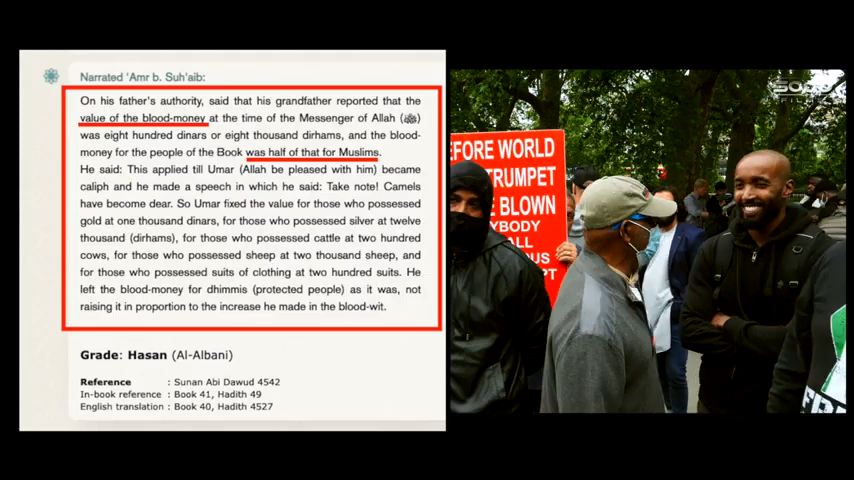 Narrated 'Amr b. Suh'aib:
On his father's authority, said that his grandfather reported that the
value of the blood-money at the time of the Messenger of Allah (ﷺ)
was eight hundred dinars or eight thousand dirhams, and the blood-
money for the people of the Book was half of that for Muslims.
He said: This applied till Umar (Allah be pleased with him) became
caliph and he made a speech in which he said: Take note! Camels
have become dear. So Umar fixed the value for those who possessed
gold at one thousand dinars, for those who possessed silver at twelve
thousand (dirhams), for those who possessed cattle at two hundred
cows, for those who possessed sheep at two thousand sheep, and
for those who possessed suits of clothing at two hundred suits. He
left the blood-money for dhimmis (protected people) as it was, not
raising it in proportion to the increase he made in the blood-wit.
Grade: Hasan (Al-Albani)
Reference : Sunan Abi Dawud 4542
In-book reference : Book 41, Hadith 49
English translation : Book 40, Hadith 4527
EFORE WORLD
TRUMPET
E BLOWN
YBODY
ALL
OUS
PT